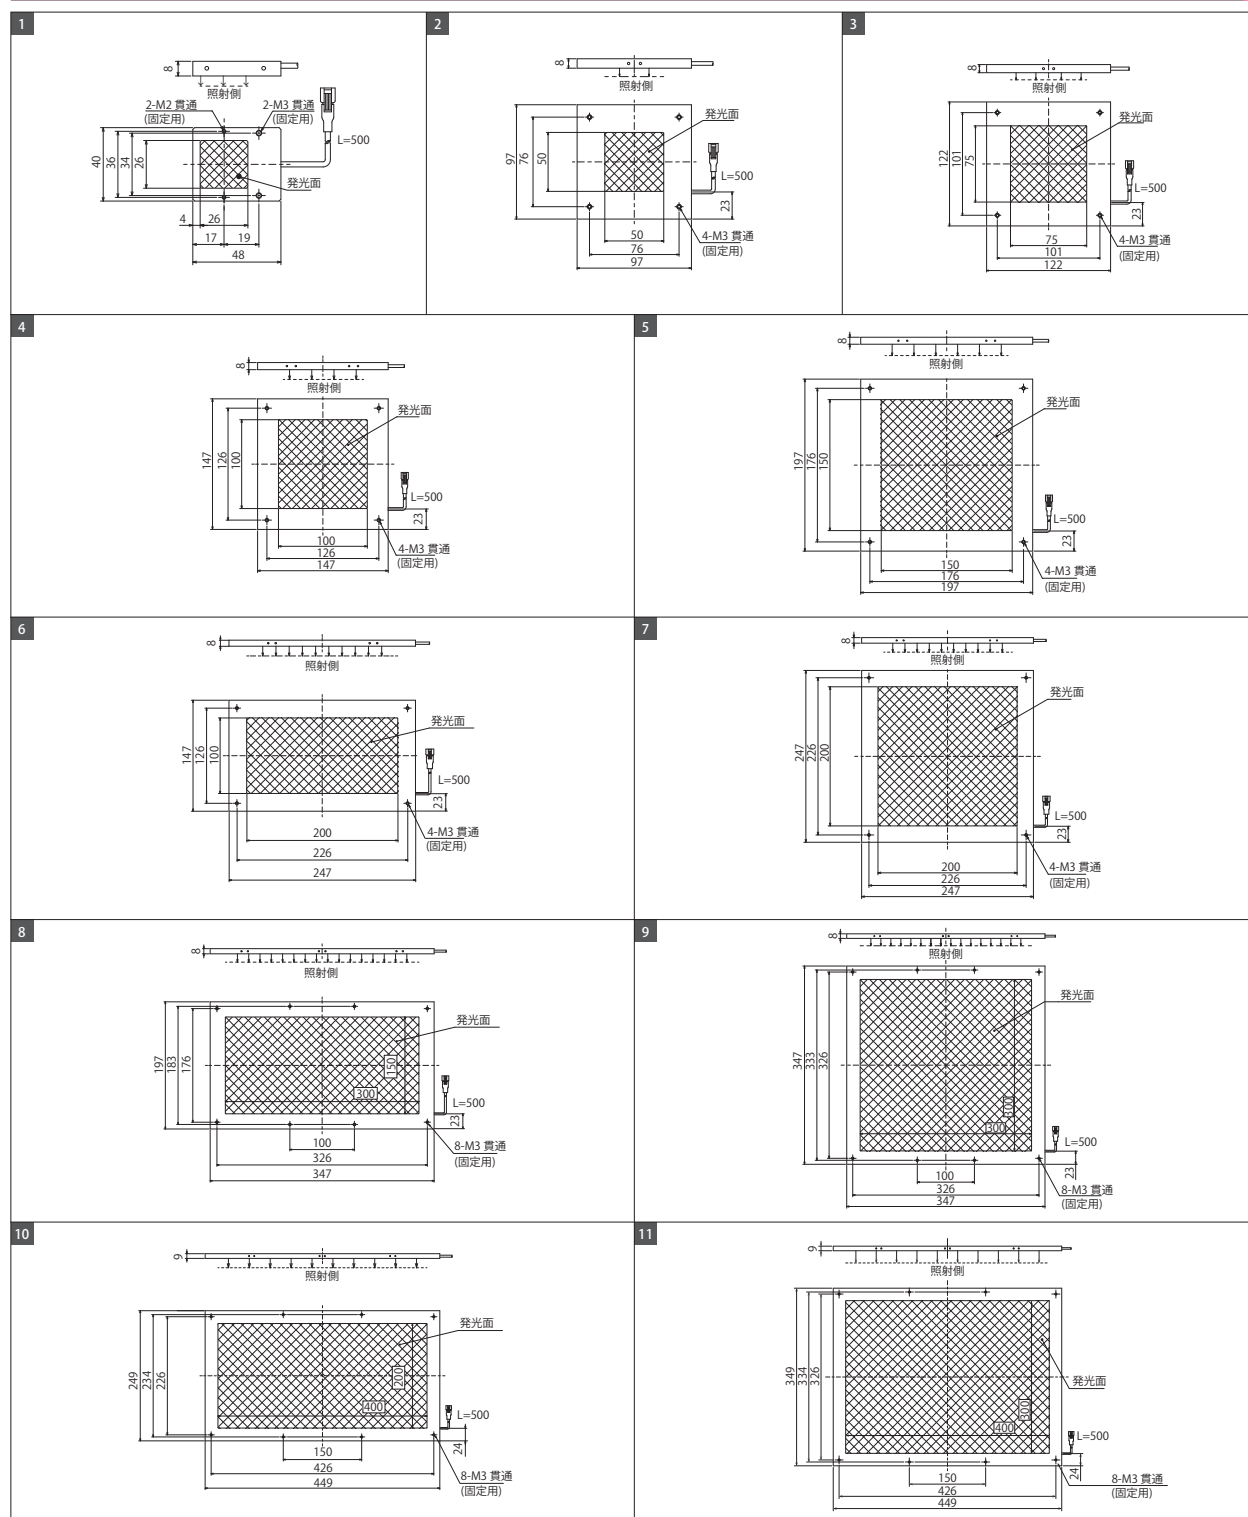 1
8
照射側
2-M2 貫通
(固定用)
2-M3 貫通
(固定用)
L=500
40
36
34
26
発光面
4
26
17
19
48
2
8
照射側
発光面
97
76
50
L=500
23
50
76
97
4-M3 貫通
(固定用)
3
8
照射側
発光面
122
101
75
L=500
23
75
101
122
4-M3 貫通
(固定用)
4
8
照射側
発光面
147
126
100
L=500
23
100
126
147
4-M3 貫通
(固定用)
5
8
照射側
発光面
197
176
150
L=500
23
150
176
197
4-M3 貫通
(固定用)
6
8
照射側
発光面
147
126
100
L=500
23
200
226
247
4-M3 貫通
(固定用)
7
8
照射側
発光面
247
226
200
L=500
23
200
226
247
4-M3 貫通
(固定用)
8
8
照射側
発光面
197
183
176
150
300
L=500
23
100
326
347
8-M3 貫通
(固定用)
9
8
照射側
発光面
347
333
326
300
300
L=500
23
100
326
347
8-M3 貫通
(固定用)
10
9
照射側
発光面
249
234
226
200
400
L=500
24
150
426
449
8-M3 貫通
(固定用)
11
9
照射側
発光面
349
334
326
300
400
L=500
24
150
426
449
8-M3 貫通
(固定用)